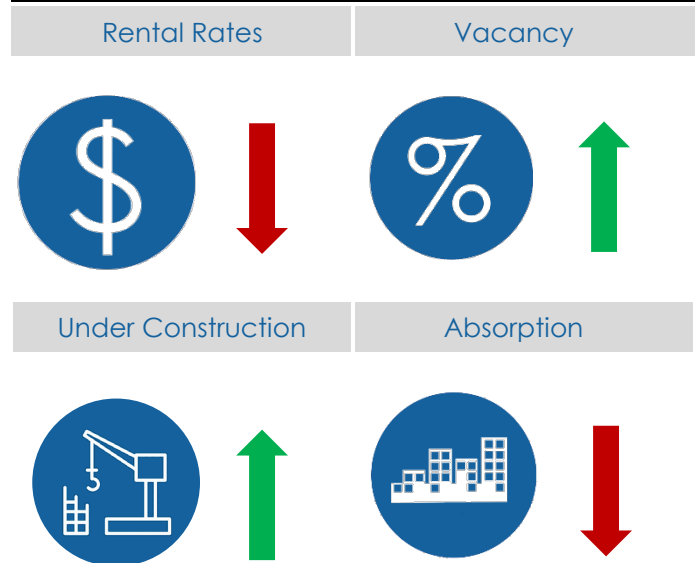 Rental Rates
Vacancy
$
%
Under Construction
Absorption